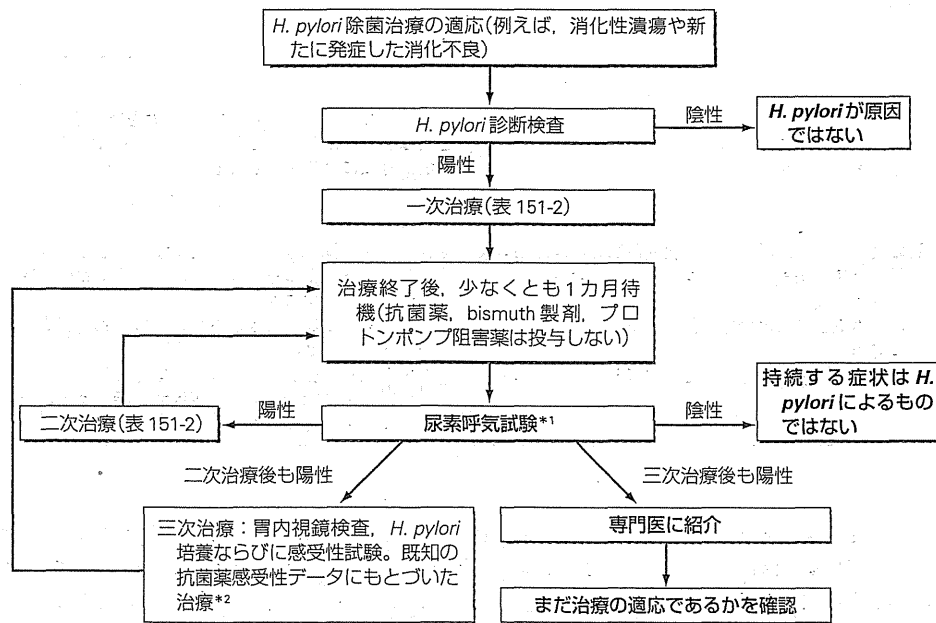 H. pylori 除菌治療の適応(例えば，消化性潰瘍や新
たに発症した消化不良)
H. pylori 診断検査
陰性
H. pylori が原因
ではない
陽性
一次治療(表 151-2)
治療終了後，少なくとも1カ月待
機(抗菌薬，bismuth 製剤，プロ
トンポンプ阻害薬は投与しない)
二次治療(表 151-2)
陽性
尿素呼気試験*1
陰性
持続する症状は H.
pylori によるもの
ではない
二次治療後も陽性
三次治療後も陽性
三次治療：胃内視鏡検査，H. pylori
培養ならびに感受性試験。既知の
抗菌薬感受性データにもとづいた
治療*2
専門医に紹介
まだ治療の適応であるかを確認